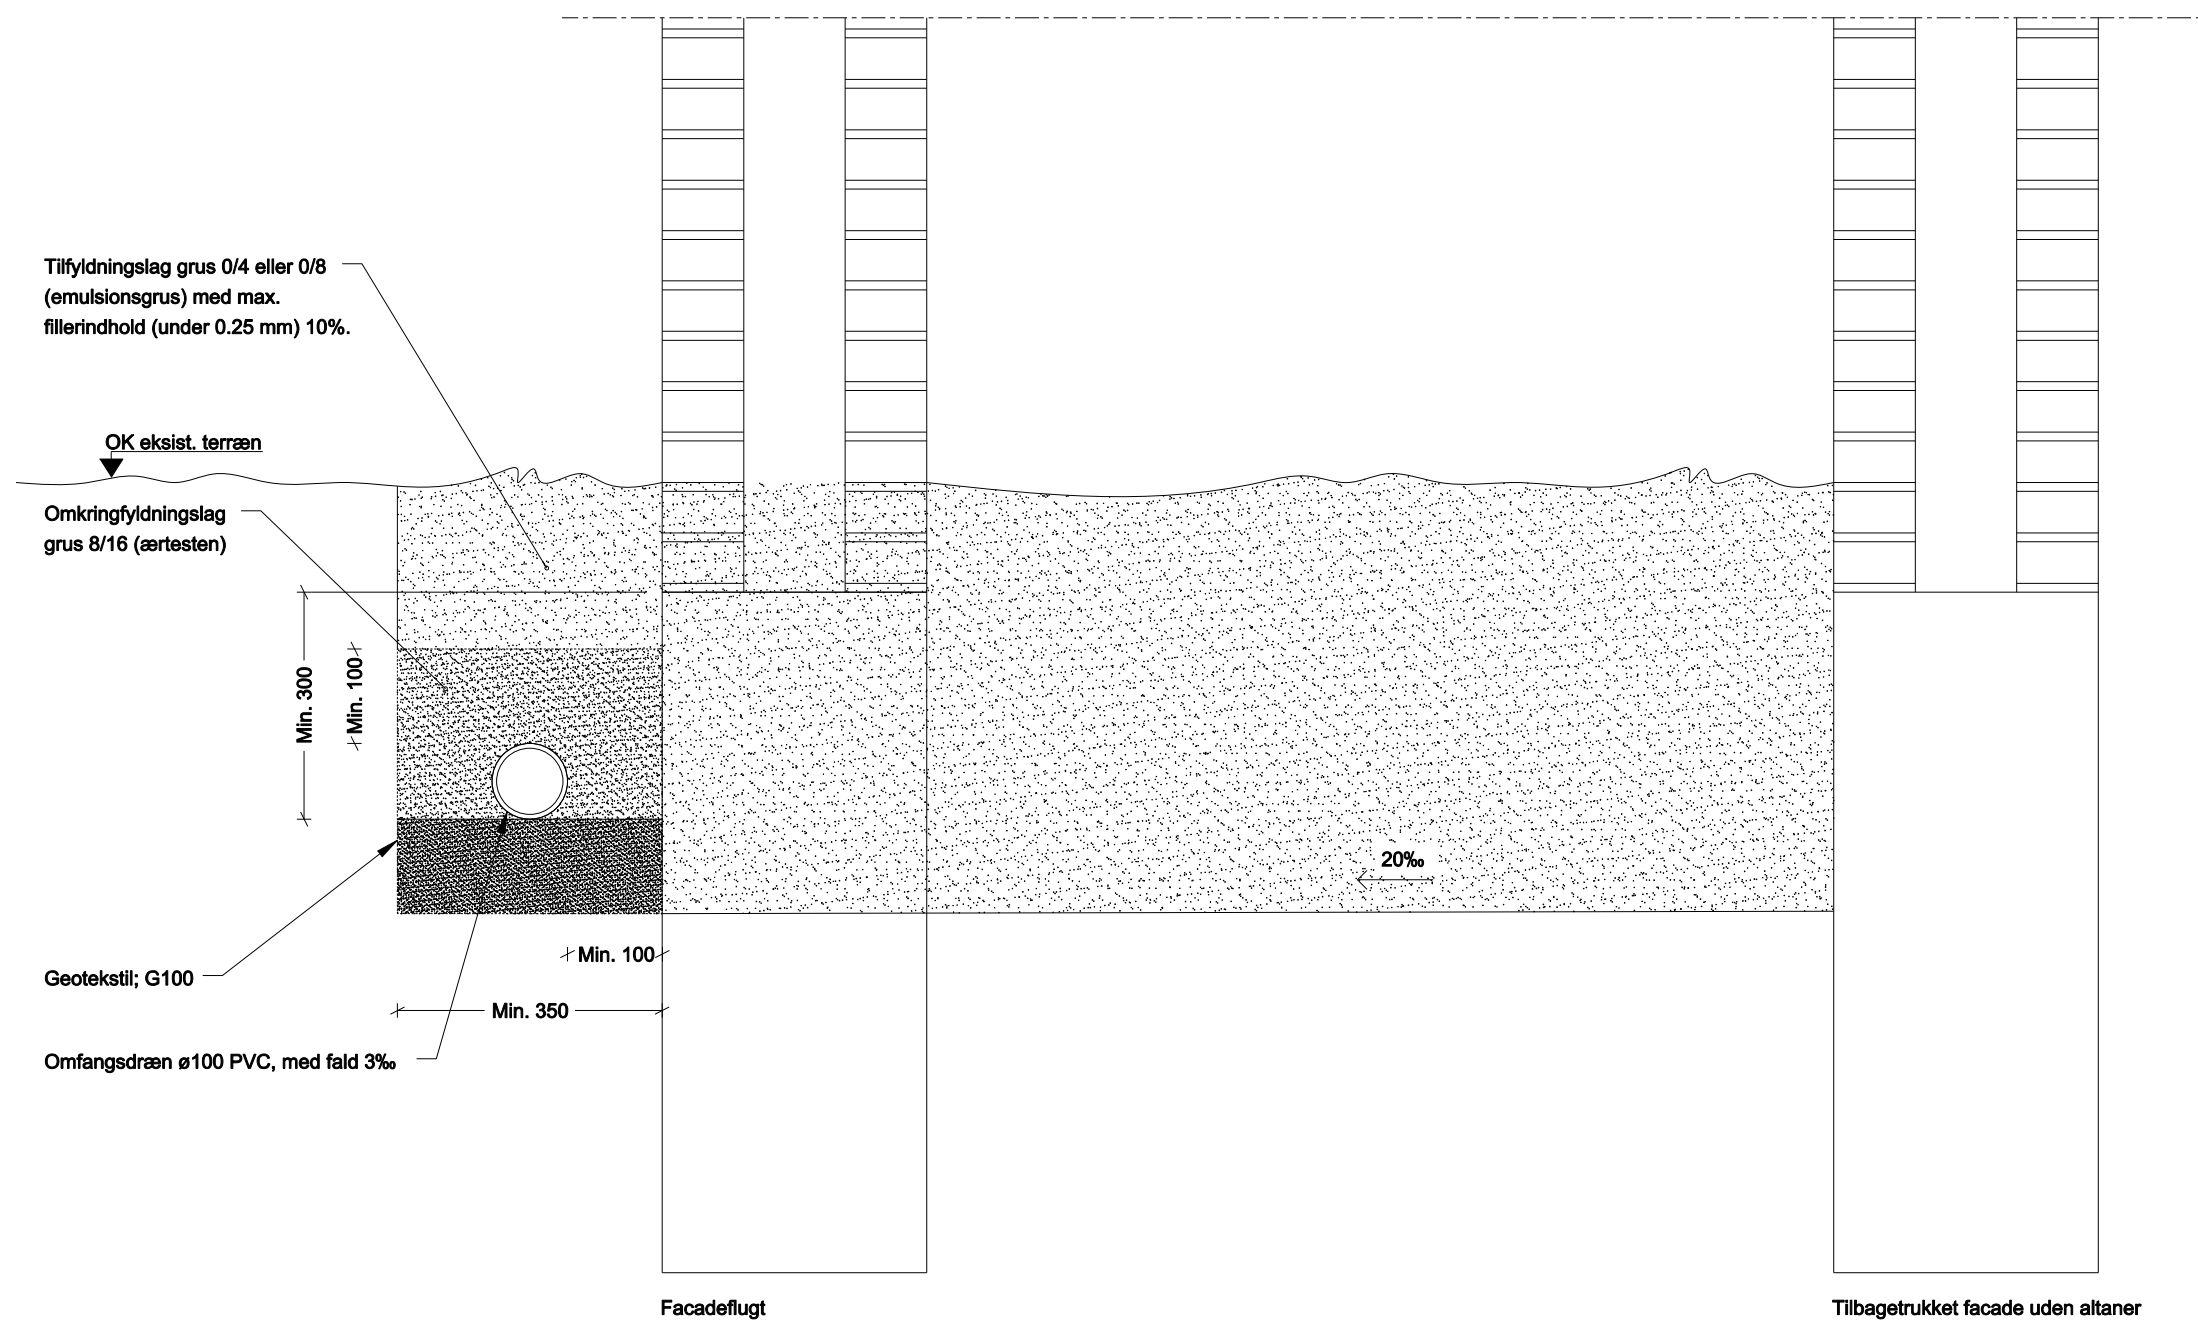 Tilfyldningslag grus 0/4 eller 0/8
(emulsionsgrus) med max.
fillerindhold (under 0.25 mm) 10%.
OK eksist. terræn
Omkringfyldningslag
grus 8/16 (ærtesten)
Min. 300
Min. 100
20‰
Min. 100
Geotekstil; G100
Min. 350
Omfangsdræn ø100 PVC, med fald 3‰
Facadeflugt
Tilbagetrukket facade uden altaner